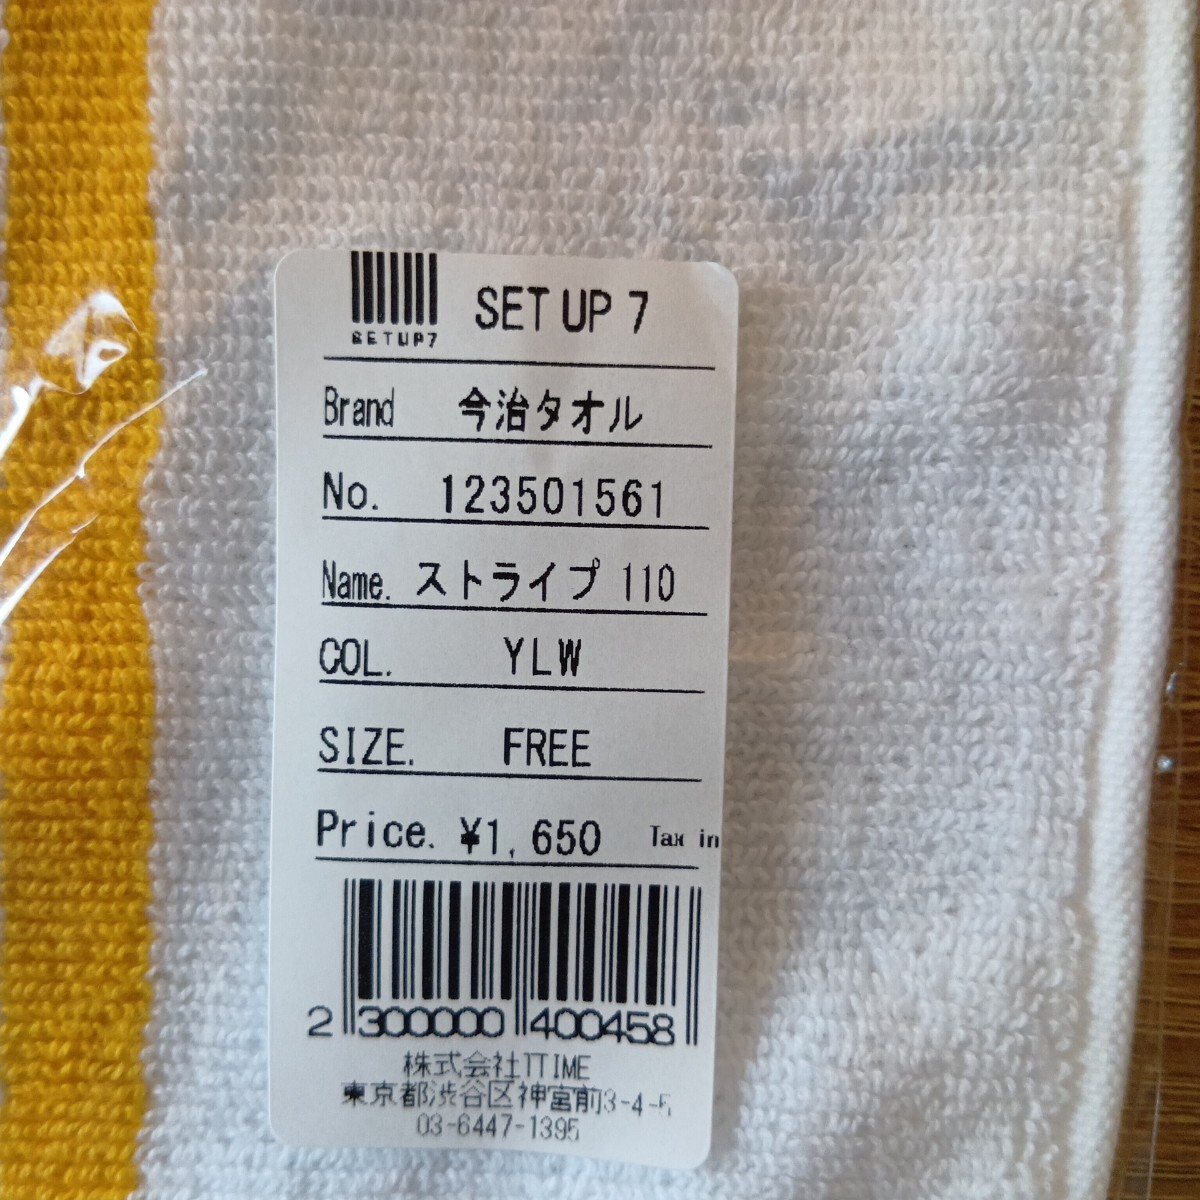 SETUP7
SET UP 7
Brand 今治タオル
No. 123501561
Name. ストライプ 110
COL. YLW
SIZE. FREE
Price. ¥1,650 Tax in
2 300000 400458
株式会社1TIME
東京都渋谷区神宮前3-4-5
03-6447-1395